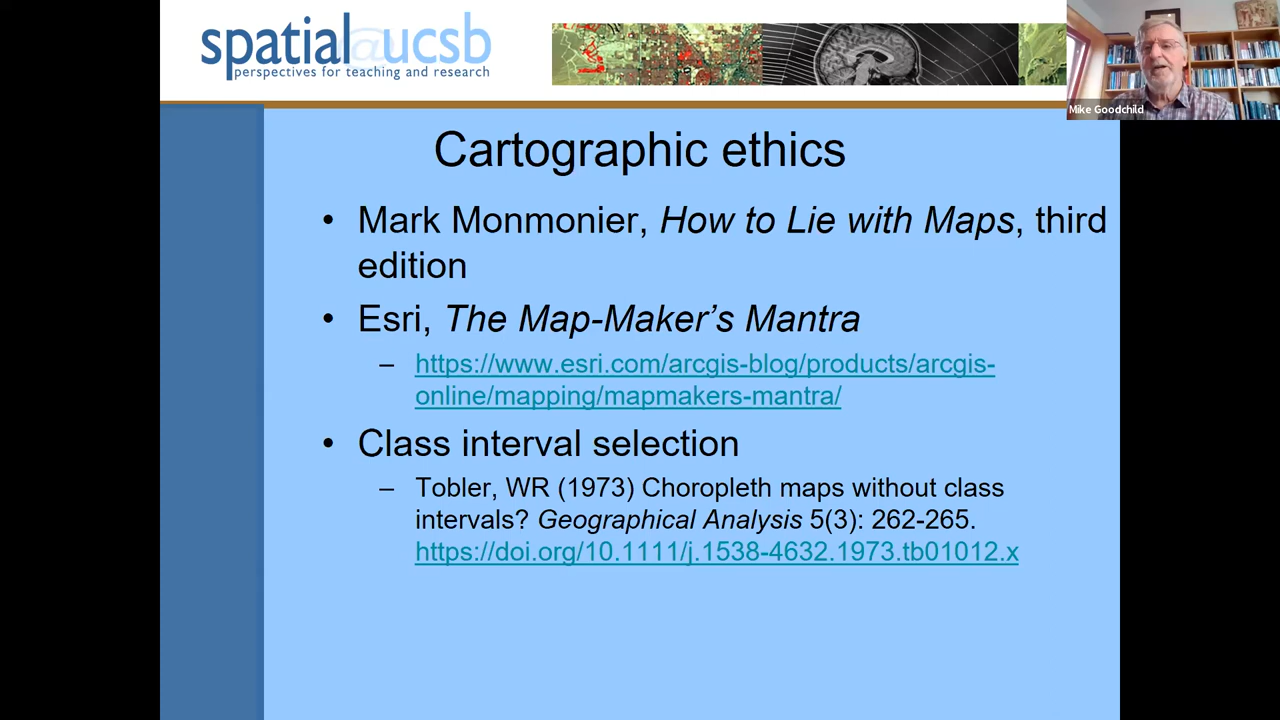 spatial@ucsb
perspectives for teaching and research
Mike Goodchild
Cartographic ethics
• Mark Monmonier, How to Lie with Maps, third
edition
• Esri, The Map-Maker’s Mantra
– https://www.esri.com/arcgis-blog/products/arcgis-
online/mapping/mapmakers-mantra/
• Class interval selection
– Tobler, WR (1973) Choropleth maps without class
intervals? Geographical Analysis 5(3): 262-265.
https://doi.org/10.1111/j.1538-4632.1973.tb01012.x